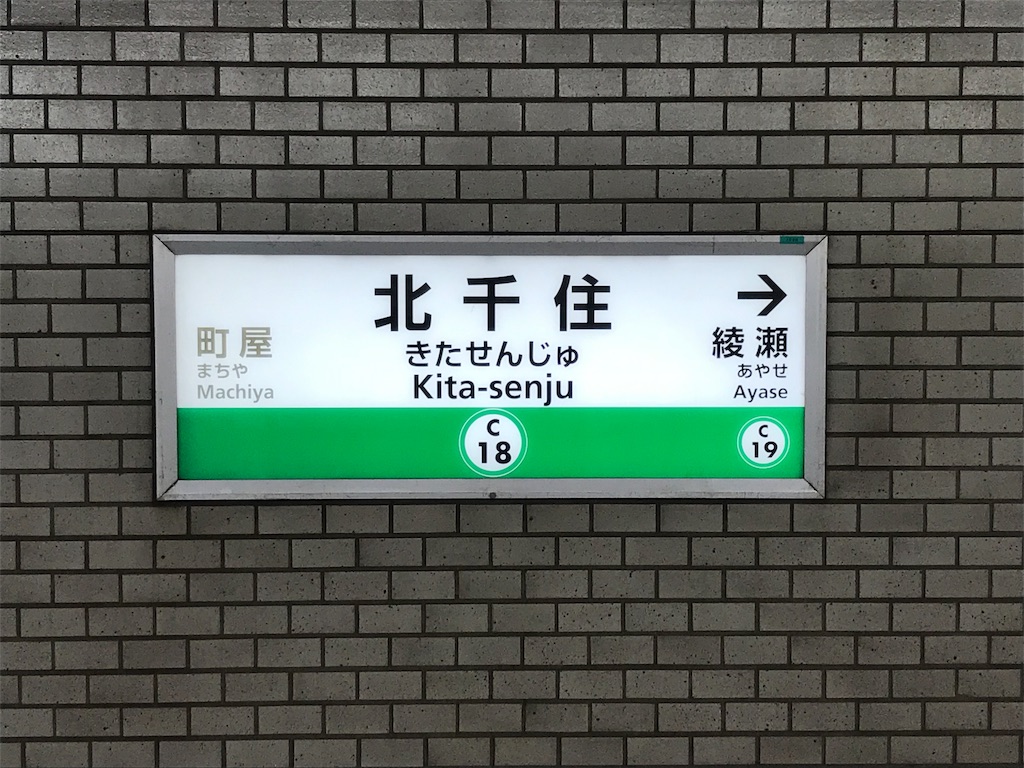 北千住
きたせんじゅ
Kita-senju
C
18
町屋
まちや
Machiya
→
綾瀬
あやせ
Ayase
C
19